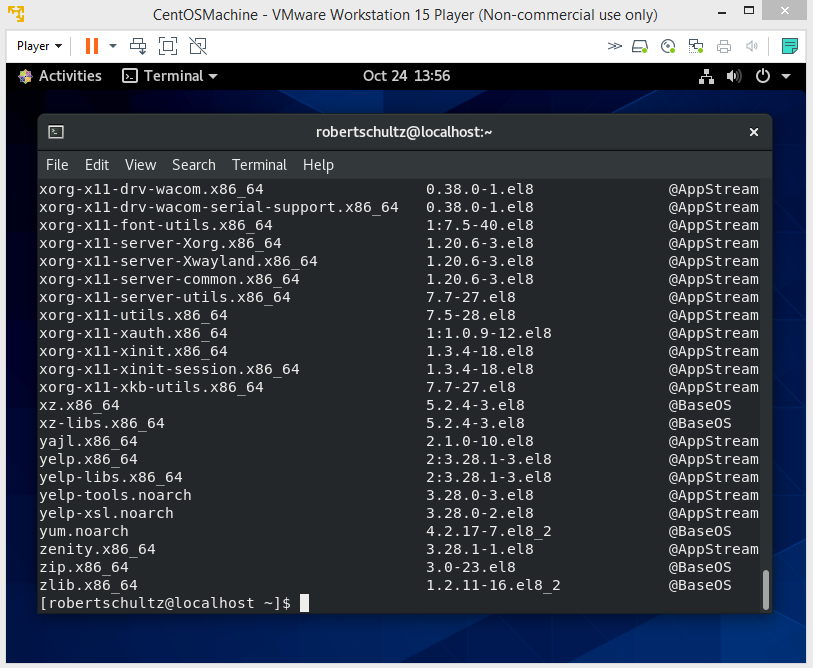 CentOSMachine - VMware Workstation 15 Player (Non-commercial use only)
Player
Activities Terminal Oct 24 13:56
robertschultz@localhost:~
File Edit View Search Terminal Help
xorg-x11-drv-wacom.x86_64 0.38.0-1.el8 @AppStream
xorg-x11-drv-wacom-serial-support.x86_64 0.38.0-1.el8 @AppStream
xorg-x11-font-utils.x86_64 1:7.5-40.el8 @AppStream
xorg-x11-server-Xorg.x86_64 1.20.6-3.el8 @AppStream
xorg-x11-server-Xwayland.x86_64 1.20.6-3.el8 @AppStream
xorg-x11-server-common.x86_64 1.20.6-3.el8 @AppStream
xorg-x11-server-utils.x86_64 7.7-27.el8 @AppStream
xorg-x11-utils.x86_64 7.5-28.el8 @AppStream
xorg-x11-xauth.x86_64 1:1.0.9-12.el8 @AppStream
xorg-x11-xinit.x86_64 1.3.4-18.el8 @AppStream
xorg-x11-xinit-session.x86_64 1.3.4-18.el8 @AppStream
xorg-x11-xkb-utils.x86_64 7.7-27.el8 @AppStream
xz.x86_64 5.2.4-3.el8 @BaseOS
xz-libs.x86_64 5.2.4-3.el8 @BaseOS
yajl.x86_64 2.1.0-10.el8 @AppStream
yelp.x86_64 2:3.28.1-3.el8 @AppStream
yelp-libs.x86_64 2:3.28.1-3.el8 @AppStream
yelp-tools.noarch 3.28.0-3.el8 @AppStream
yelp-xsl.noarch 3.28.0-2.el8 @AppStream
yum.noarch 4.2.17-7.el8_2 @BaseOS
zenity.x86_64 3.28.1-1.el8 @AppStream
zip.x86_64 3.0-23.el8 @BaseOS
zlib.x86_64 1.2.11-16.el8_2 @BaseOS
[robertschultz@localhost ~]$